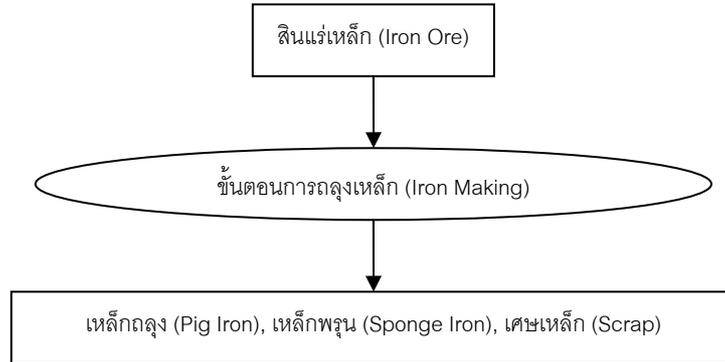 สินแร่เหล็ก (Iron Ore)
ขั้นตอนการถลุงเหล็ก (Iron Making)
เหล็กถลุง (Pig Iron), เหล็กพรุน (Sponge Iron), เศษเหล็ก (Scrap)